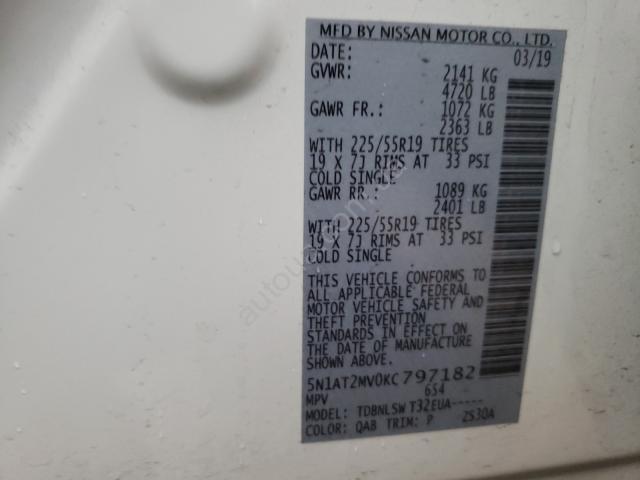 MFD BY NISSAN MOTOR CO., LTD.
DATE: 03/19
GVWR: 2141 KG
4720 LB
GAWR FR.: 1072 KG
2363 LB
WITH 225/55R19 TIRES
19 X 7J RIMS AT 33 PSI
COLD SINGLE
GAWR RR.: 1089 KG
2401 LB
WITH 225/55R19 TIRES
19 X 7J RIMS AT 33 PSI
COLD SINGLE
THIS VEHICLE CONFORMS TO
ALL APPLICABLE FEDERAL
MOTOR VEHICLE SAFETY AND
THEFT PREVENTION
STANDARDS IN EFFECT ON
THE DATE OF MANUFACTURE
SHOWN ABOVE.
5N1AT2MV0KC797182
MPV 6S4
MODEL: TDBNLSW T32EUA-----
COLOR: QAB TRIM: P ZS30A